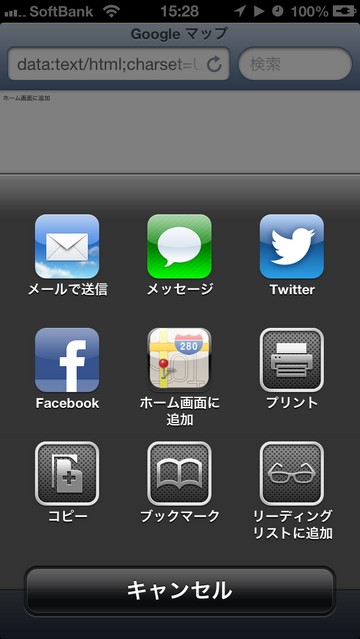 SoftBank 15:28 100%
Google マップ
data:text/html;charset=U 検索
ホーム画面に追加
280
メールで送信 メッセージ Twitter
Facebook ホーム画面に追加 プリント
コピー ブックマーク リーディングリストに追加
キャンセル